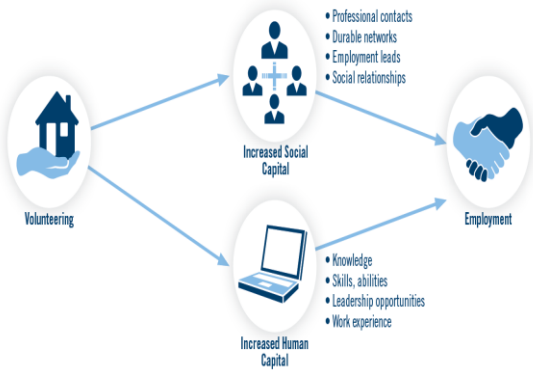 • Professional contacts
• Durable networks
• Employment leads
• Social relationships
Increased Social
Capital
Volunteering
Employment
• Knowledge
• Skills, abilities
• Leadership opportunities
• Work experience
Increased Human
Capital